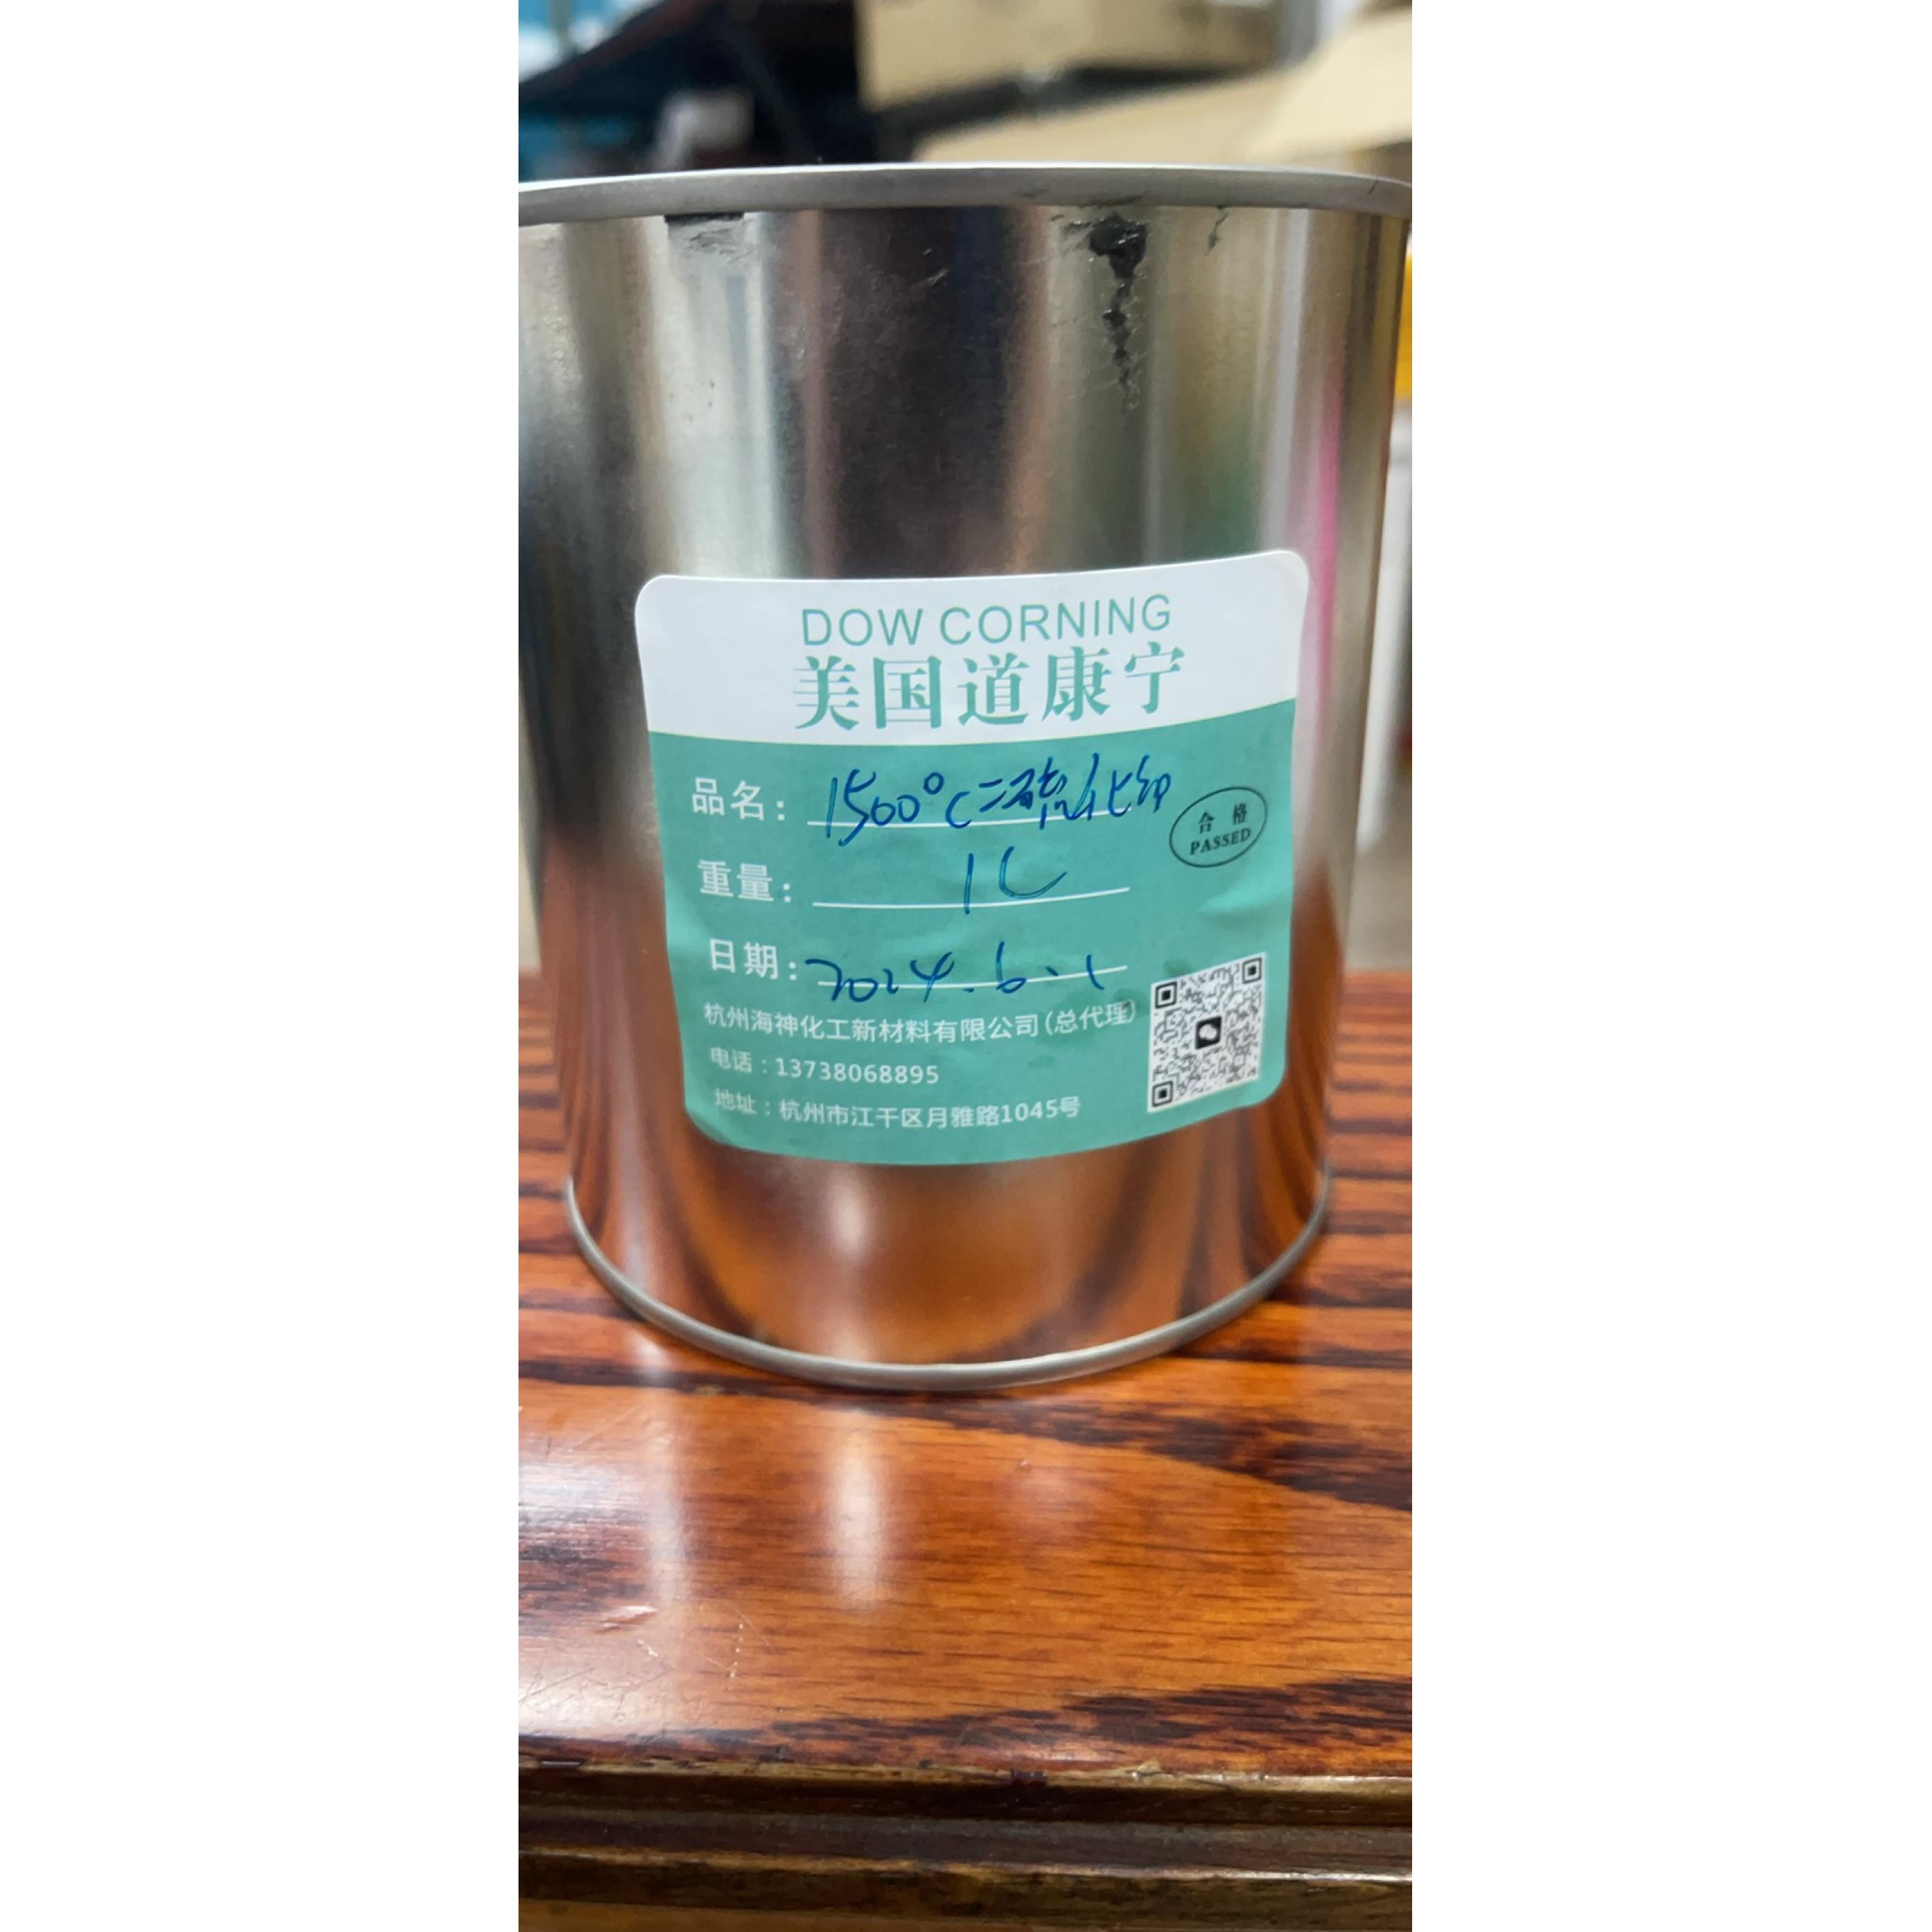 DOW CORNING
美国道康宁
品名: 1500°C二硫化钼
合格
PASSED
重量: 1L
日期: 2024.6.1
杭州海神化工新材料有限公司(总代理)
电话:13738068895
地址:杭州市江干区月雅路1045号